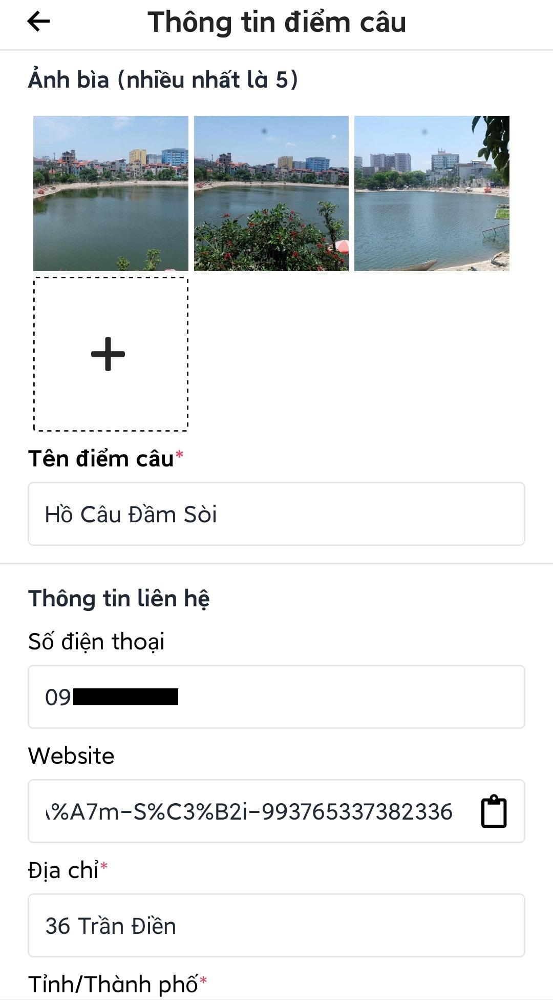 Thông tin điểm câu
Ảnh bìa (nhiều nhất là 5)
Tên điểm câu*
Hồ Câu Đầm Sòi
Thông tin liên hệ
Số điện thoại
09
Website
%A7m-S%C3%B2i-993765337382336
Địa chỉ*
36 Trần Điền
Tỉnh/Thành phố*